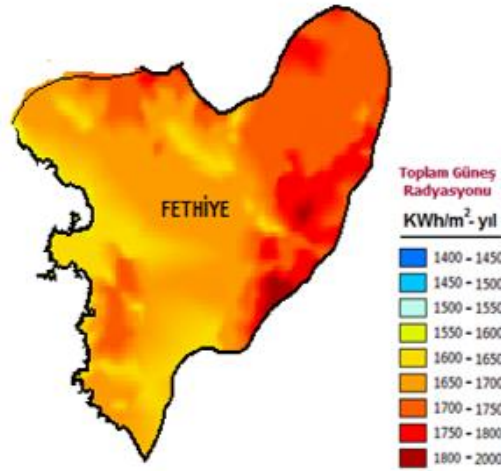 FETHİYE
Toplam Güneş
Radyasyonu
KWh/m²- yıl
1400 - 1450
1450 - 1500
1500 - 1550
1550 - 1600
1600 - 1650
1650 - 1700
1700 - 1750
1750 - 1800
1800 - 2000